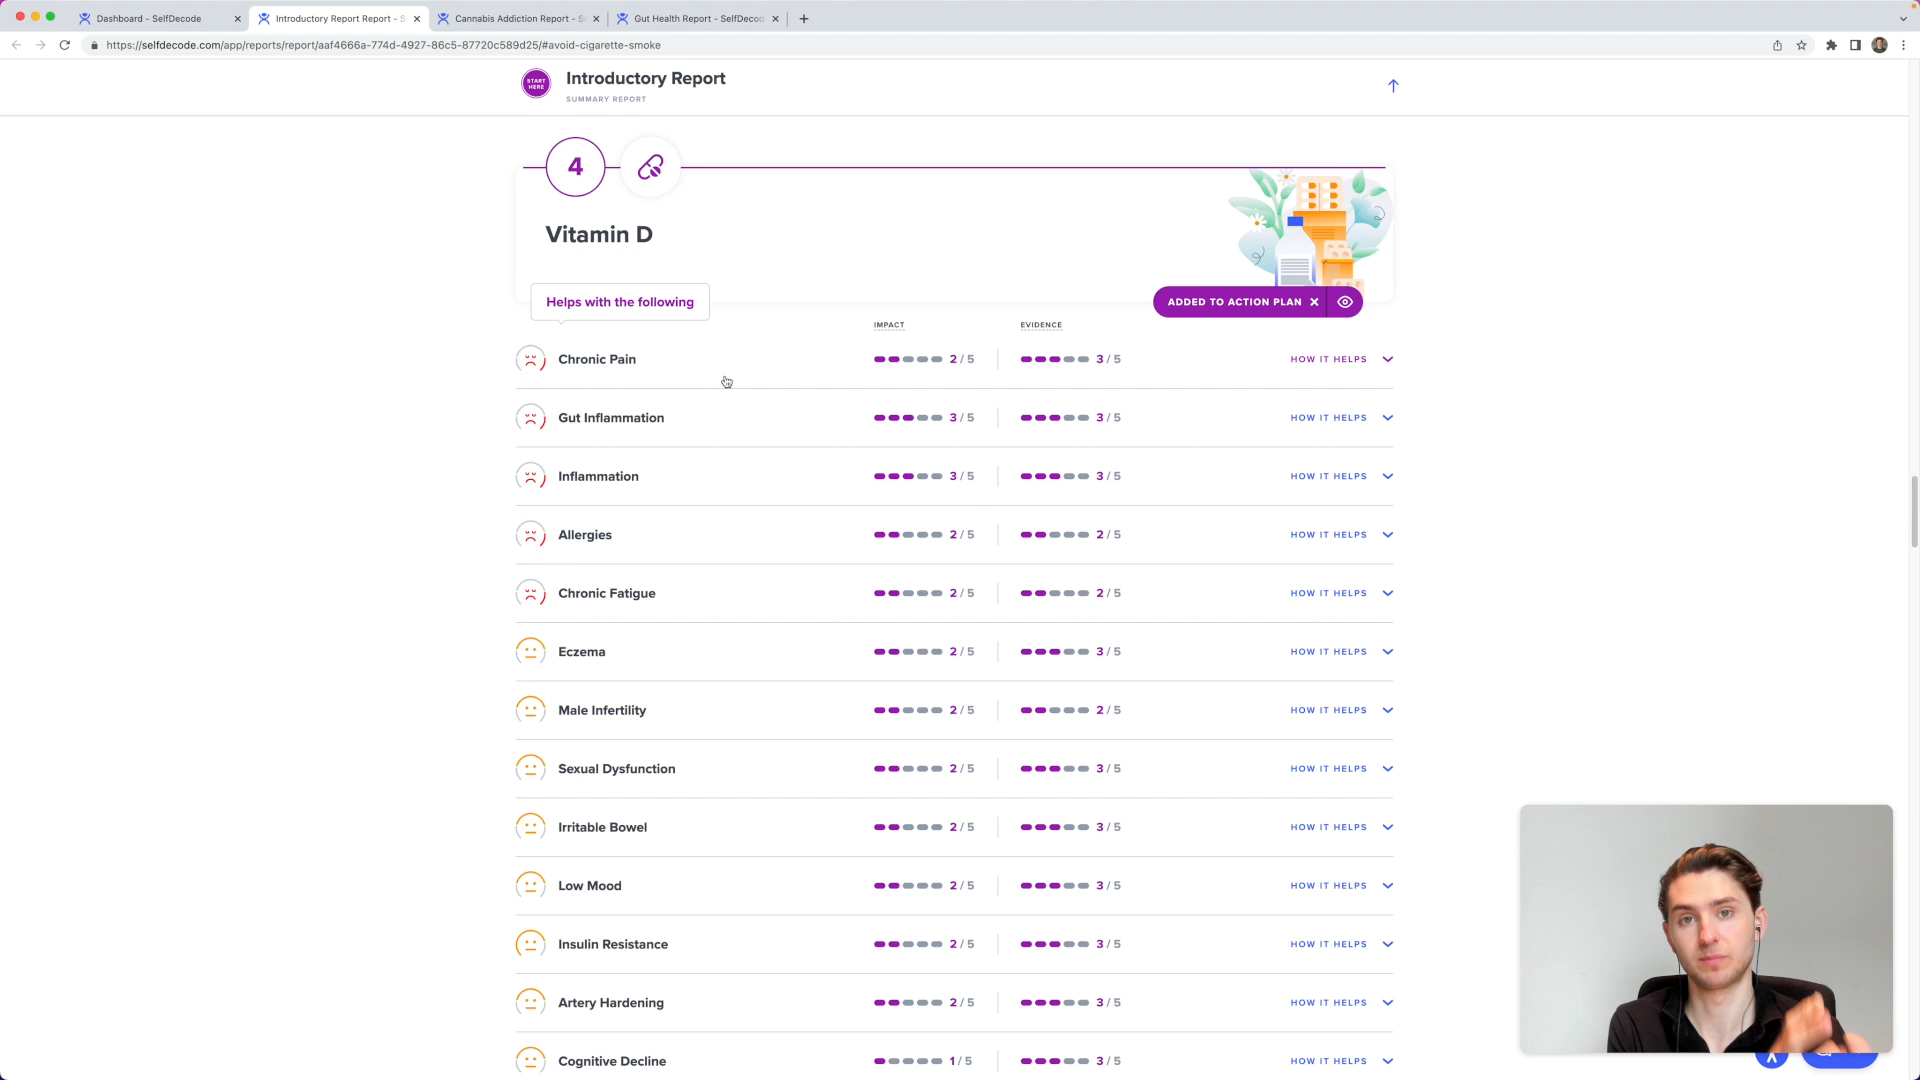 Dashboard - SelfDecode
Introductory Report Report - S
Cannabis Addiction Report - S
Gut Health Report - SelfDecod
https://selfdecode.com/app/reports/report/aaf4666a-774d-4927-86c5-87720c589d25/#avoid-cigarette-smoke
START HERE
Introductory Report
SUMMARY REPORT
4
Vitamin D
Helps with the following
ADDED TO ACTION PLAN
IMPACT EVIDENCE
Chronic Pain 2 / 5 3 / 5 HOW IT HELPS
Gut Inflammation 3 / 5 3 / 5 HOW IT HELPS
Inflammation 3 / 5 3 / 5 HOW IT HELPS
Allergies 2 / 5 2 / 5 HOW IT HELPS
Chronic Fatigue 2 / 5 2 / 5 HOW IT HELPS
Eczema 2 / 5 3 / 5 HOW IT HELPS
Male Infertility 2 / 5 2 / 5 HOW IT HELPS
Sexual Dysfunction 2 / 5 3 / 5 HOW IT HELPS
Irritable Bowel 2 / 5 3 / 5 HOW IT HELPS
Low Mood 2 / 5 3 / 5 HOW IT HELPS
Insulin Resistance 2 / 5 3 / 5 HOW IT HELPS
Artery Hardening 2 / 5 3 / 5 HOW IT HELPS
Cognitive Decline 1 / 5 3 / 5 HOW IT HELPS